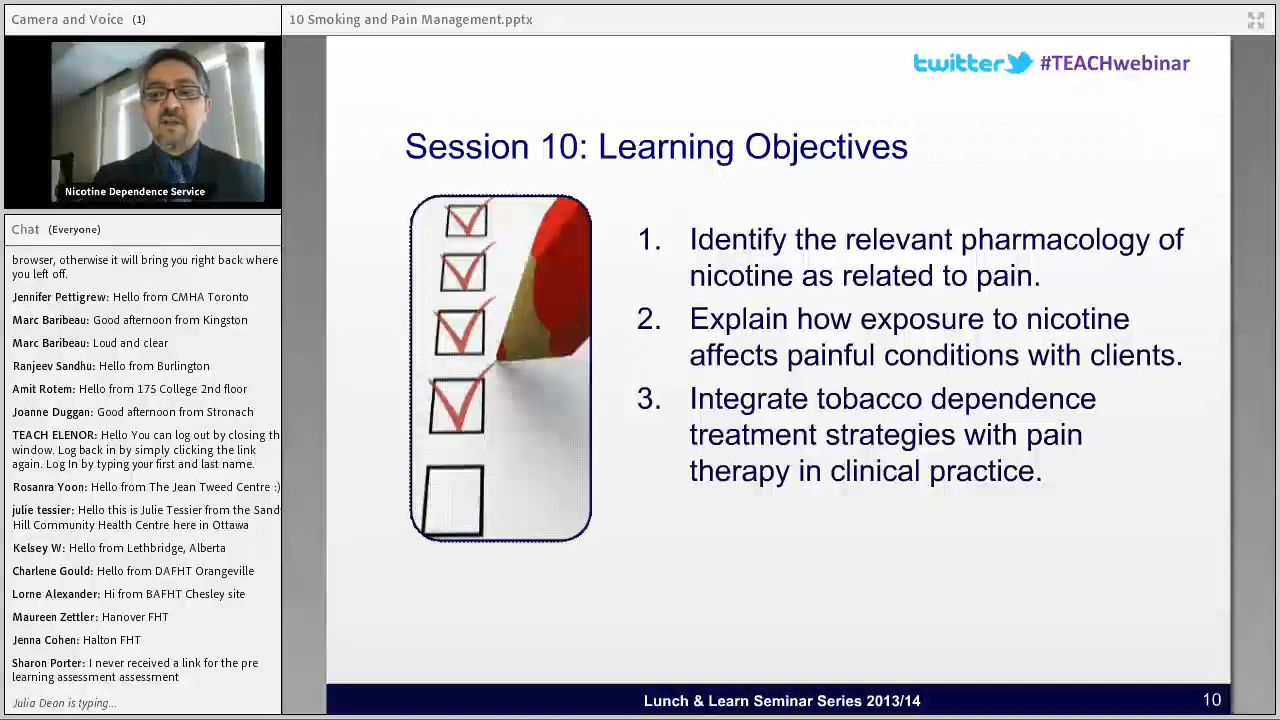 Camera and Voice (1)
10 Smoking and Pain Management.pptx
Nicotine Dependence Service
Chat (Everyone)
browser, otherwise it will bring you right back where
you left off.
Jennifer Pettigrew: Hello from CMHA Toronto
Marc Baribeau: Good afternoon from Kingston
Marc Baribeau: Loud and clear
Ranjeev Sandhu: Hello from Burlington
Amit Rotem: Hello from 175 College 2nd floor
Joanne Duggan: Good afternoon from Stronach
TEACH ELENOR: Hello You can log out by closing th
window. Log back in by simply clicking the link
again. Log In by typing your first and last name.
Rosanra Yoon: Hello from The Jean Tweed Centre :)
julie tessier: Hello this is Julie Tessier from the Sand
Hill Community Health Centre here in Ottawa
Kelsey W: Hello from Lethbridge, Alberta
Charlene Gould: Hello from DAFHT Orangeville
Lorne Alexander: Hi from BAFHT Chesley site
Maureen Zettler: Hanover FHT
Jenna Cohen: Halton FHT
Sharon Porter: I never received a link for the pre
learning assessment assessment
Julia Dean is typing...
twitter #TEACHwebinar
Session 10: Learning Objectives
1. Identify the relevant pharmacology of
nicotine as related to pain.
2. Explain how exposure to nicotine
affects painful conditions with clients.
3. Integrate tobacco dependence
treatment strategies with pain
therapy in clinical practice.
Lunch & Learn Seminar Series 2013/14
10